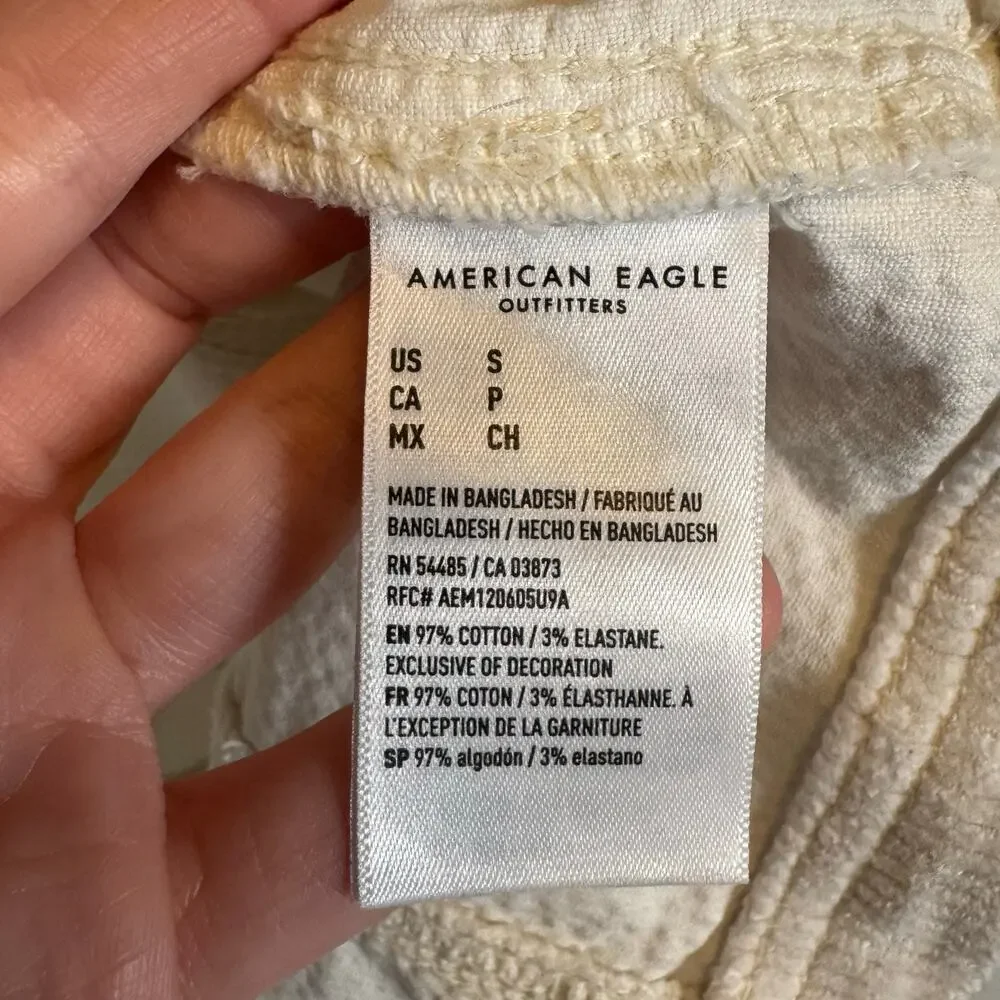 AMERICAN EAGLE
OUTFITTERS
US S
CA P
MX CH
MADE IN BANGLADESH / FABRIQUÉ AU
BANGLADESH / HECHO EN BANGLADESH
RN 54485 / CA 03873
RFC# AEM120605U9A
EN 97% COTTON / 3% ELASTANE.
EXCLUSIVE OF DECORATION
FR 97% COTON / 3% ÉLASTHANNE. À
L'EXCEPTION DE LA GARNITURE
SP 97% algodón / 3% elastano